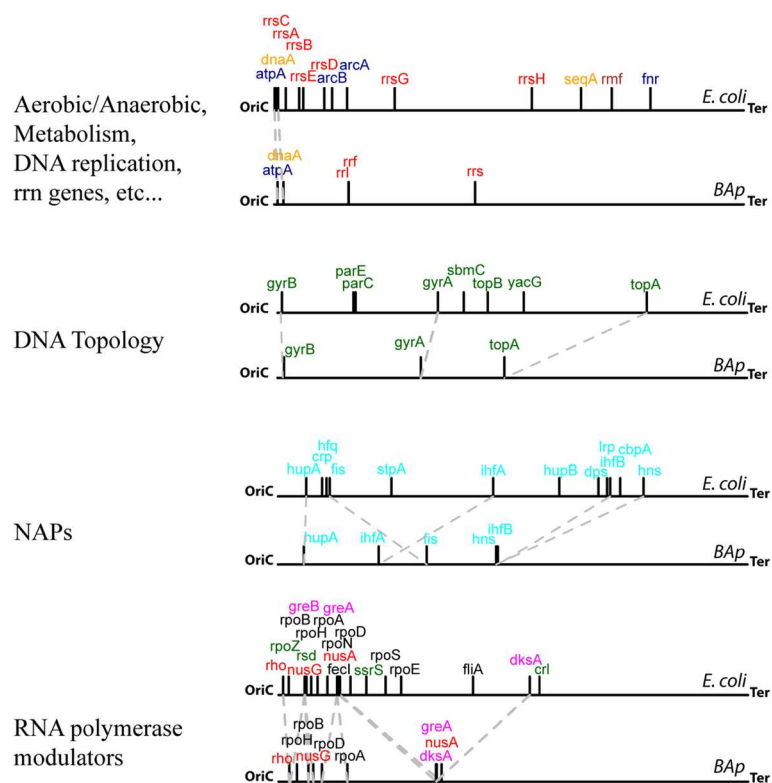 rrsC
rrsA
rrsB
dnaA
rrsD arcA
atpA rrsE arcB rrsG rrsH seqA rmf fnr
OriC E. coli Ter
Aerobic/Anaerobic,
Metabolism,
DNA replication,
rrn genes, etc...
dnaA
atpA rrl rrf rrs
OriC BAp Ter
parE sbmC
gyrB parC gyrA topB yacG topA
OriC E. coli Ter
DNA Topology
gyrB gyrA topA
OriC BAp Ter
hfq lrp cbpA
crp ihfB
hupA fis stpA ihfA hupB dps hns
OriC E. coli Ter
NAPs
ihfB
hupA ihfA fis hns
OriC BAp Ter
greB greA
rpoB rpoA
rpoH rpoD
rpoZ rpoN
rsd nusA rpoS dksA
rho nusG fecI ssrS rpoE fliA crl
OriC E. coli Ter
RNA polymerase
modulators
rpoB greA
rpoH rpoD nusA
rho nusG rpoA dksA
OriC BAp Ter